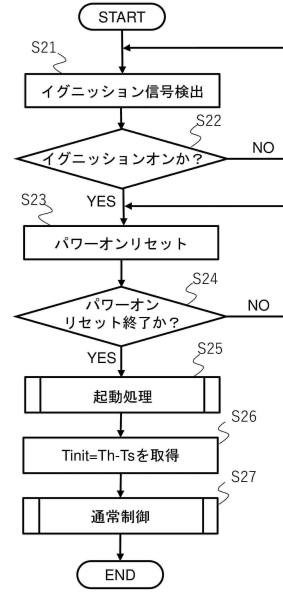 START
S21
イグニッション信号検出
S22
イグニッションオンか?
NO
YES
S23
パワーオンリセット
S24
パワーオン
リセット終了か?
NO
YES
S25
起動処理
S26
Tinit=Th-Tsを取得
S27
通常制御
END